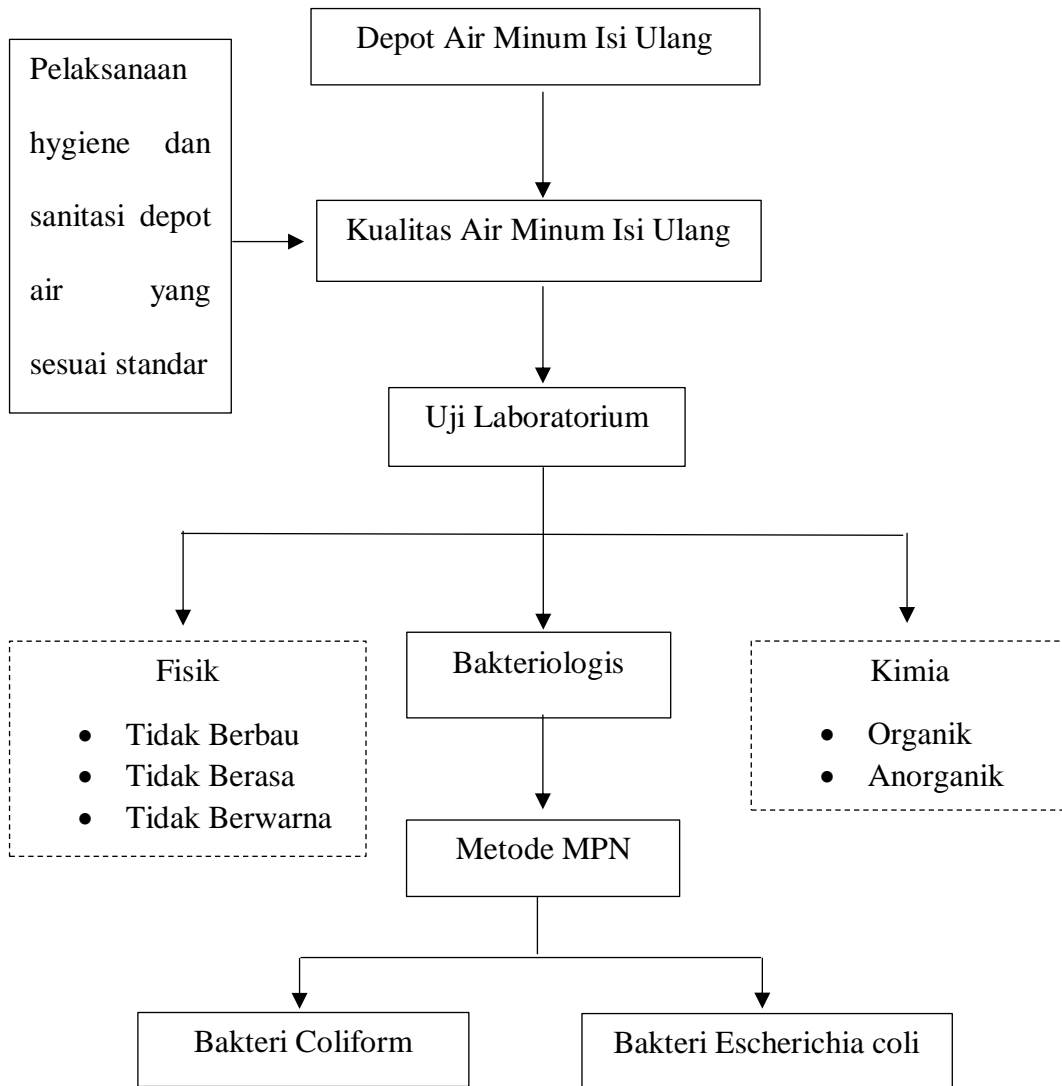 Depot Air Minum Isi Ulang
Pelaksanaan
hygiene dan
sanitasi depot
air yang
sesuai standar
Kualitas Air Minum Isi Ulang
Uji Laboratorium
Fisik
• Tidak Berbau
• Tidak Berasa
• Tidak Berwarna
Bakteriologis
Kimia
• Organik
• Anorganik
Metode MPN
Bakteri Coliform
Bakteri Escherichia coli